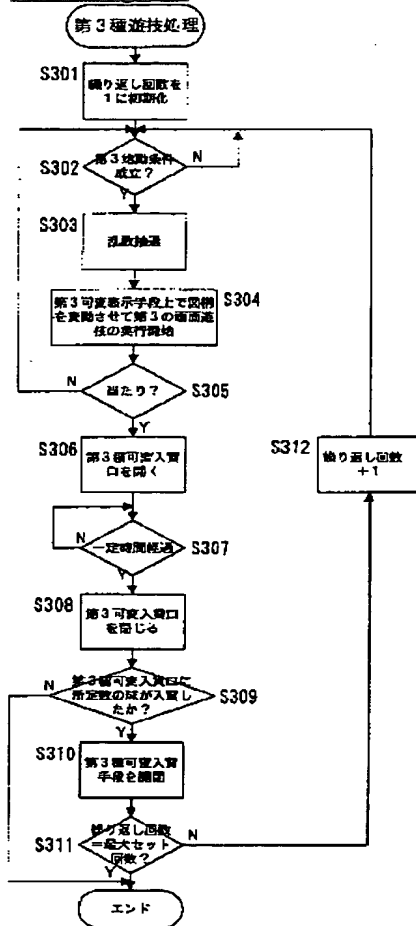 第3種遊技処理
S301
繰り返し回数を
1に初期化
S302
第3始動条件
成立?
N
Y
S303
乱数抽選
第3可変表示手段上で図柄
を変動させて第3の画面遊
技の実行開始
S304
N
当たり?
S305
Y
S306
第3種可変入賞
口を開く
N
一定時間経過
S307
Y
S308
第3可変入賞口
を閉じる
N
第3種可変入賞口に
所定数の球が入賞し
たか?
S309
Y
S310
第3種可変入賞
手段を開閉
S311
繰り返し回数
=最大セット
回数?
N
Y
S312
繰り返し回数
+1
エンド